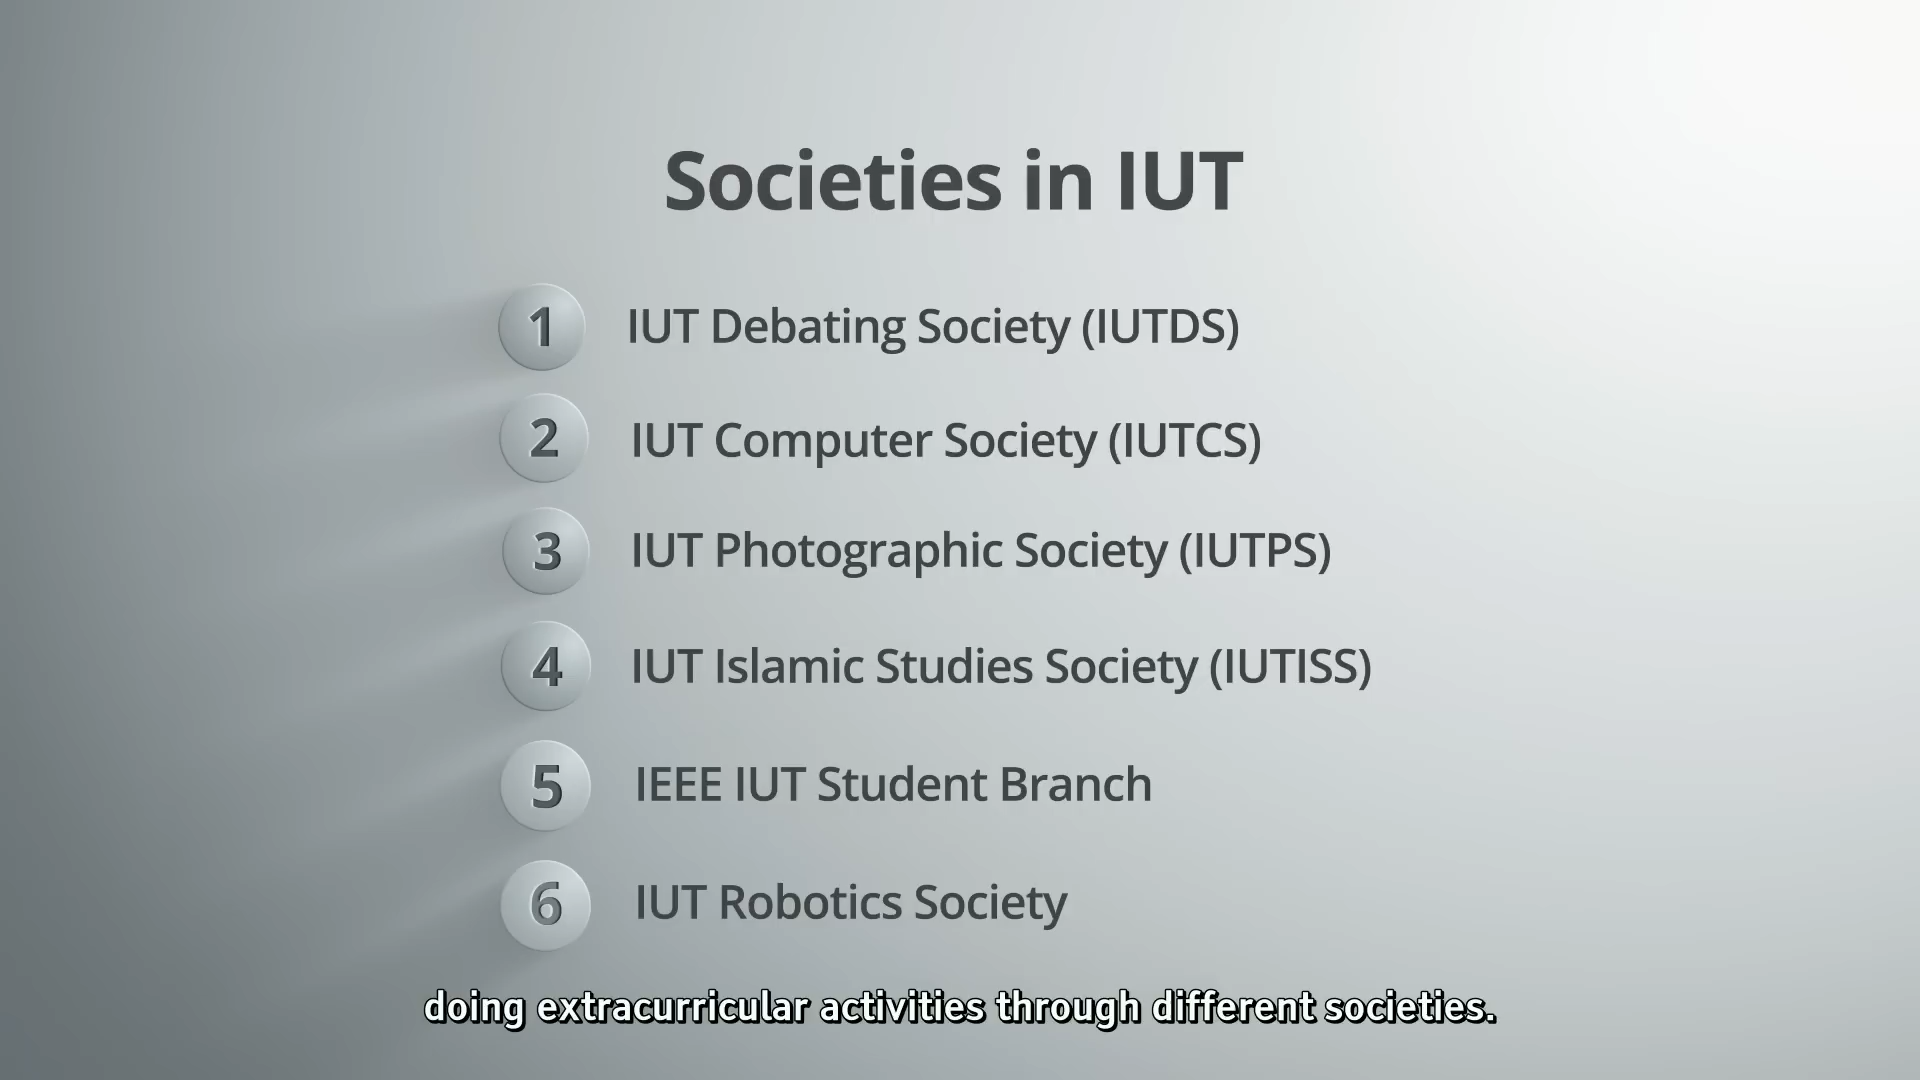 Societies in IUT
1 IUT Debating Society (IUTDS)
2 IUT Computer Society (IUTCS)
3 IUT Photographic Society (IUTPS)
4 IUT Islamic Studies Society (IUTISS)
5 IEEE IUT Student Branch
6 IUT Robotics Society
doing extracurricular activities through different societies.